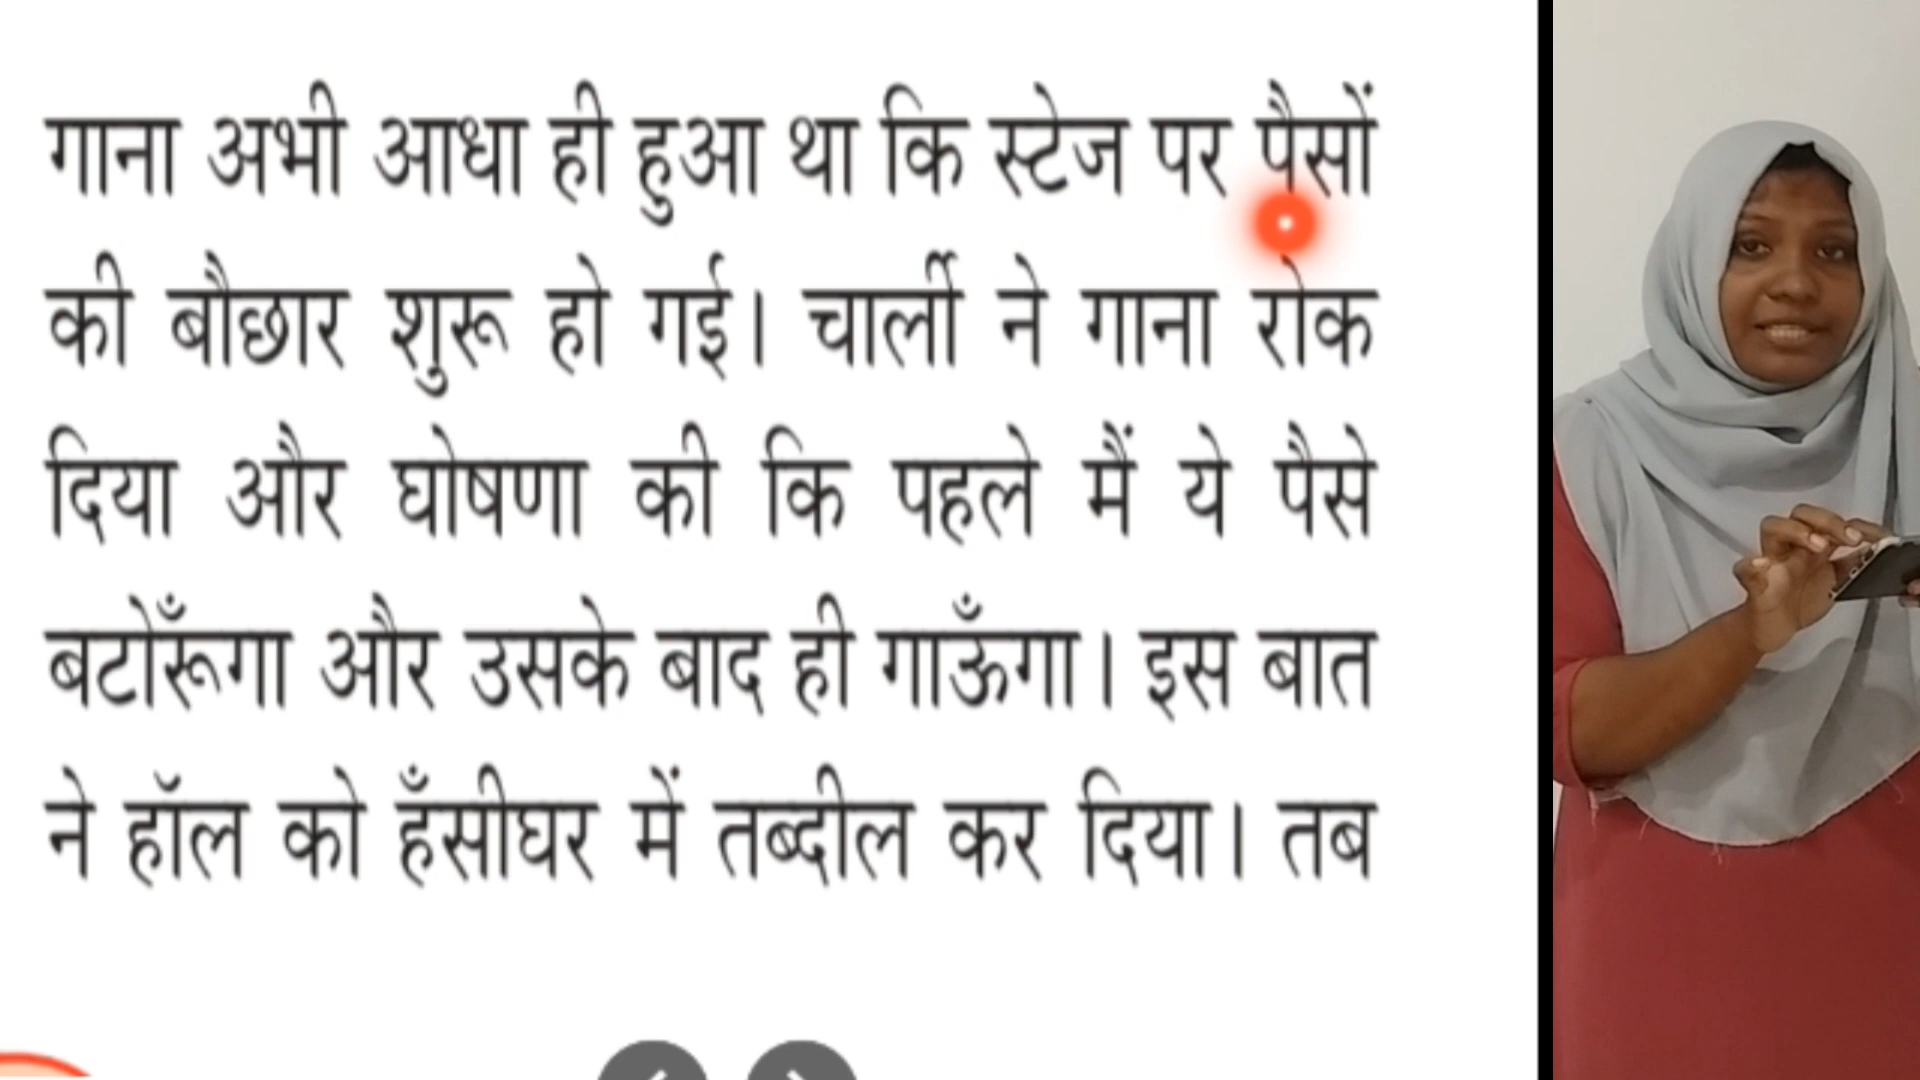 गाना अभी आधा ही हुआ था कि स्टेज पर पैसों
की बौछार शुरू हो गई। चार्ली ने गाना रोक
दिया और घोषणा की कि पहले मैं ये पैसे
बटोरूँगा और उसके बाद ही गाऊँगा। इस बात
ने हॉल को हँसीघर में तब्दील कर दिया। तब